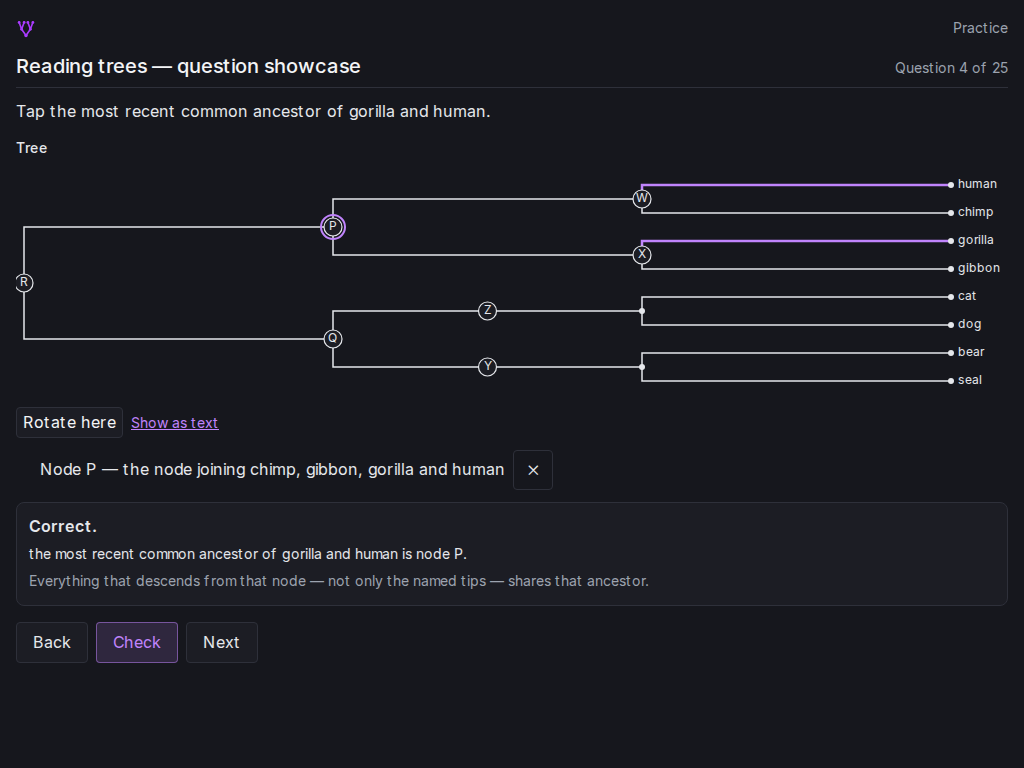 Practice
Reading trees — question showcase
Question 4 of 25
Tap the most recent common ancestor of gorilla and human.
Tree
human
W
chimp
P
gorilla
X
gibbon
R
cat
Z
dog
Q
bear
Y
seal
Rotate here Show as text
Node P — the node joining chimp, gibbon, gorilla and human ×
Correct.
the most recent common ancestor of gorilla and human is node P.
Everything that descends from that node — not only the named tips — shares that ancestor.
Back Check Next